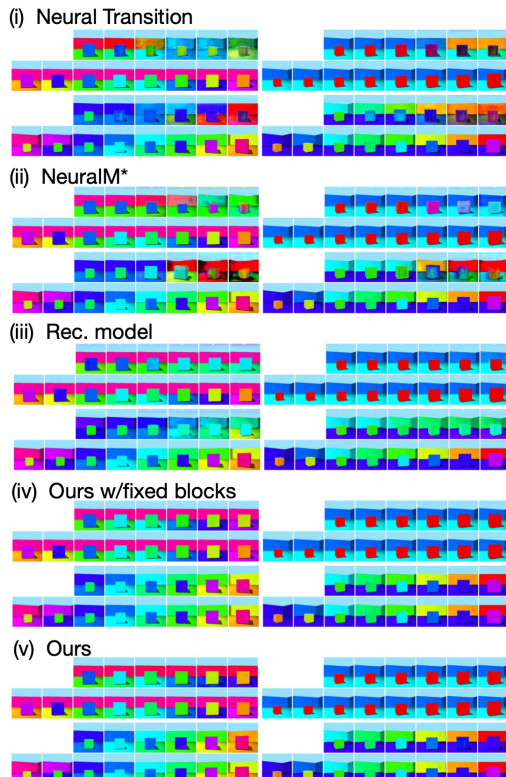 (i) Neural Transition
(ii) NeuralM*
(iii) Rec. model
(iv) Ours w/fixed blocks
(v) Ours